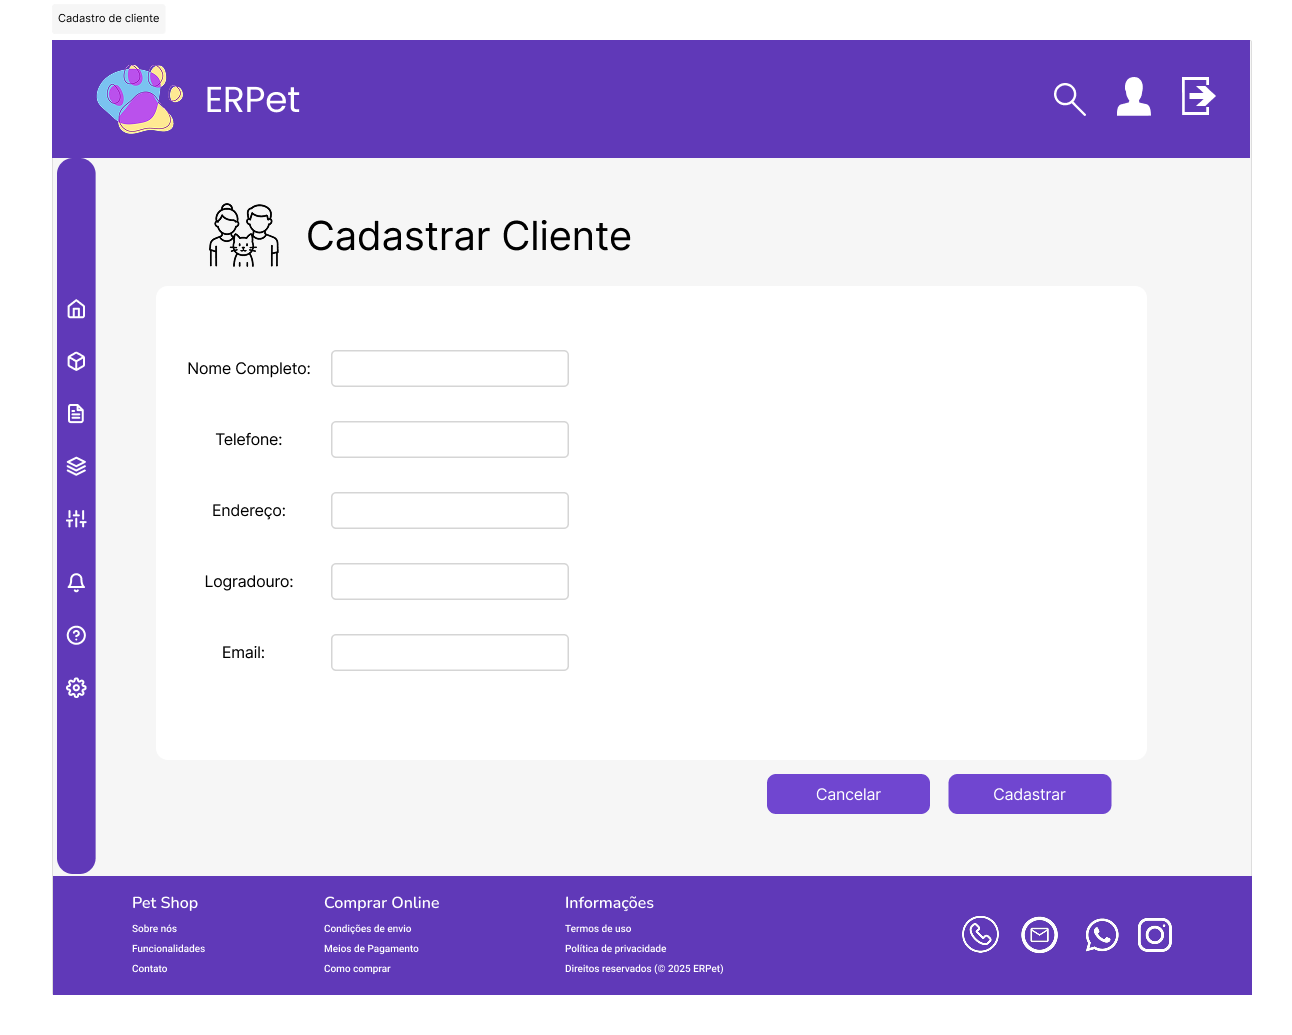 Cadastro de cliente
ERPet
Cadastrar Cliente
Nome Completo:
Telefone:
Endereço:
Logradouro:
Email:
Cancelar
Cadastrar
Pet Shop
Sobre nós
Funcionalidades
Contato
Comprar Online
Condições de envio
Meios de Pagamento
Como comprar
Informações
Termos de uso
Política de privacidade
Direitos reservados (© 2025 ERPet)